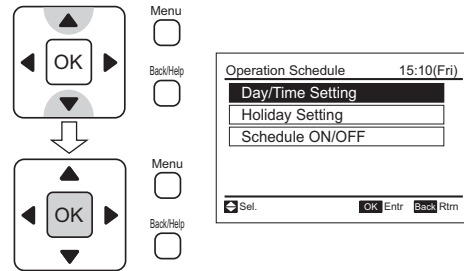 Menu
OK
Back/Help
Operation Schedule 15:10(Fri)
Day/Time Setting
Holiday Setting
Schedule ON/OFF
Sel. OK Entr Back Rtrn
Menu
OK
Back/Help